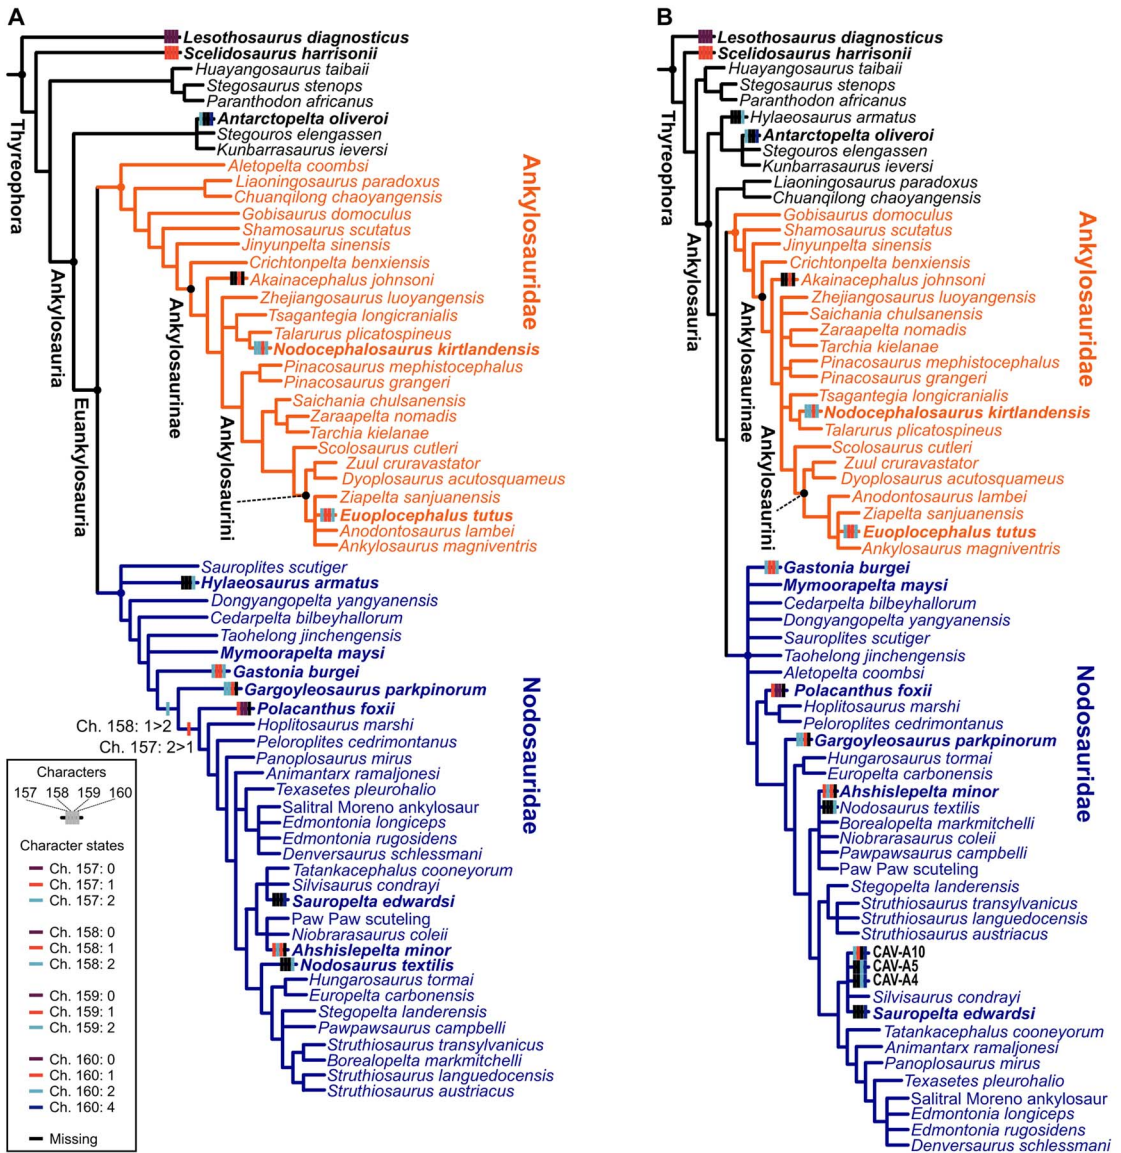 A
Lesothosaurus diagnosticus
Scelidosaurus harrisonii
Huayangosaurus taibaii
Stegosaurus stenops
Paranthodon africanus
Antarctopelta oliveroi
Stegouros elengassen
Kunbarrasaurus ieversi
Aletopelta coombsi
Liaoningosaurus paradoxus
Chuanqilong chaoyangensis
Gobisaurus domoculus
Shamosaurus scutatus
Jinyunpelta sinensis
Crichtonpelta benxiensis
Akainacephalus johnsoni
Zhejiangosaurus luoyangensis
Tsagantegia longicranialis
Talarurus plicatospineus
Nodocephalosaurus kirtlandensis
Pinacosaurus mephistocephalus
Pinacosaurus grangeri
Saichania chulsanensis
Zaraapelta nomadis
Tarchia kielanae
Scolosaurus cutleri
Zuul cruravastator
Dyoplosaurus acutosquameus
Ziapelta sanjuanensis
Euoplocephalus tutus
Anodontosaurus lambei
Ankylosaurus magniventris
Sauroplites scutiger
Hylaeosaurus armatus
Dongyangopelta yangyanensis
Cedarpelta bilbeyhallorum
Taohelong jinchengensis
Mymoorapelta maysi
Gastonia burgei
Gargoyleosaurus parkpinorum
Polacanthus foxii
Hoplitosaurus marshi
Peloroplites cedrimontanus
Panoplosaurus mirus
Animantarx ramaljonesi
Texasetes pleurohalio
Salitral Moreno ankylosaur
Edmontonia longiceps
Edmontonia rugosidens
Denversaurus schlessmani
Tatankacephalus cooneyorum
Silvisaurus condrayi
Sauropelta edwardsi
Paw Paw scuteling
Niobrarasaurus coleii
Ahshislepelta minor
Nodosaurus textilis
Hungarosaurus tormai
Europelta carbonensis
Stegopelta landerensis
Pawpawsaurus campbelli
Struthiosaurus transylvanicus
Borealopelta markmitchelli
Struthiosaurus languedocensis
Struthiosaurus austriacus
Thyreophora
Ankylosauria
Euankylosauria
Ankylosaurinae
Ankylosaurini
Ankylosauridae
Nodosauridae
Ch. 158: 1>2
Ch. 157: 2>1
Characters
157 158 159 160
Character states
Ch. 157: 0
Ch. 157: 1
Ch. 157: 2
Ch. 158: 0
Ch. 158: 1
Ch. 158: 2
Ch. 159: 0
Ch. 159: 1
Ch. 159: 2
Ch. 160: 0
Ch. 160: 1
Ch. 160: 2
Ch. 160: 4
Missing
B
Lesothosaurus diagnosticus
Scelidosaurus harrisonii
Huayangosaurus taibaii
Stegosaurus stenops
Paranthodon africanus
Hylaeosaurus armatus
Antarctopelta oliveroi
Stegouros elengassen
Kunbarrasaurus ieversi
Liaoningosaurus paradoxus
Chuanqilong chaoyangensis
Gobisaurus domoculus
Shamosaurus scutatus
Jinyunpelta sinensis
Crichtonpelta benxiensis
Akainacephalus johnsoni
Zhejiangosaurus luoyangensis
Saichania chulsanensis
Zaraapelta nomadis
Tarchia kielanae
Pinacosaurus mephistocephalus
Pinacosaurus grangeri
Tsagantegia longicranialis
Nodocephalosaurus kirtlandensis
Talarurus plicatospineus
Scolosaurus cutleri
Zuul cruravastator
Dyoplosaurus acutosquameus
Anodontosaurus lambei
Ziapelta sanjuanensis
Euoplocephalus tutus
Ankylosaurus magniventris
Gastonia burgei
Mymoorapelta maysi
Cedarpelta bilbeyhallorum
Dongyangopelta yangyanensis
Sauroplites scutiger
Taohelong jinchengensis
Aletopelta coombsi
Polacanthus foxii
Hoplitosaurus marshi
Peloroplites cedrimontanus
Gargoyleosaurus parkpinorum
Hungarosaurus tormai
Europelta carbonensis
Ahshislepelta minor
Nodosaurus textilis
Borealopelta markmitchelli
Niobrarasaurus coleii
Pawpawsaurus campbelli
Paw Paw scuteling
Stegopelta landerensis
Struthiosaurus transylvanicus
Struthiosaurus languedocensis
Struthiosaurus austriacus
CAV-A10
CAV-A5
CAV-A4
Silvisaurus condrayi
Sauropelta edwardsi
Tatankacephalus cooneyorum
Animantarx ramaljonesi
Panoplosaurus mirus
Texasetes pleurohalio
Salitral Moreno ankylosaur
Edmontonia longiceps
Edmontonia rugosidens
Denversaurus schlessmani
Thyreophora
Ankylosauria
Ankylosaurinae
Ankylosaurini
Ankylosauridae
Nodosauridae